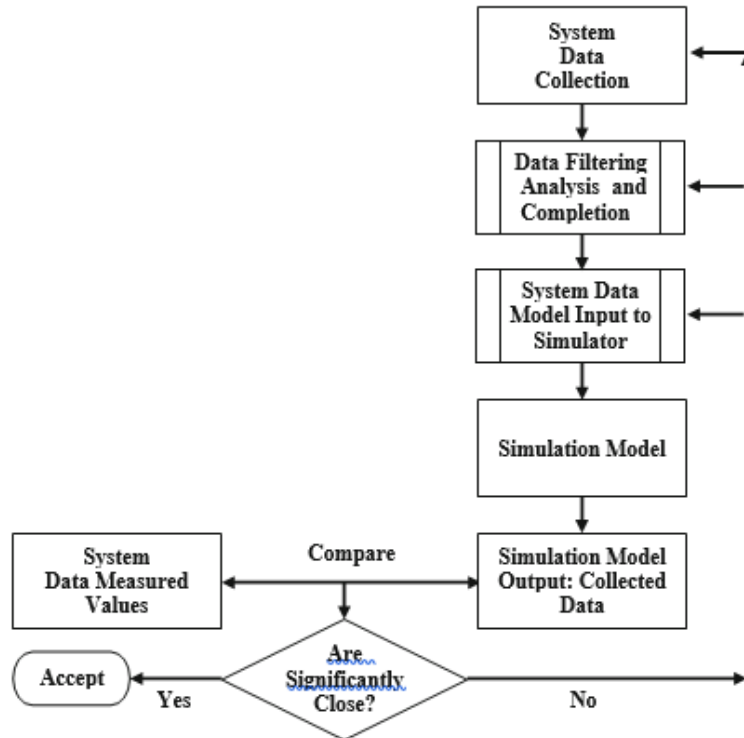 System
Data
Collection
Data Filtering
Analysis and
Completion
System Data
Model Input to
Simulator
Simulation Model
System
Data Measured
Values
Compare
Simulation Model
Output: Collected
Data
Accept
Yes
Are
Significantly
Close?
No